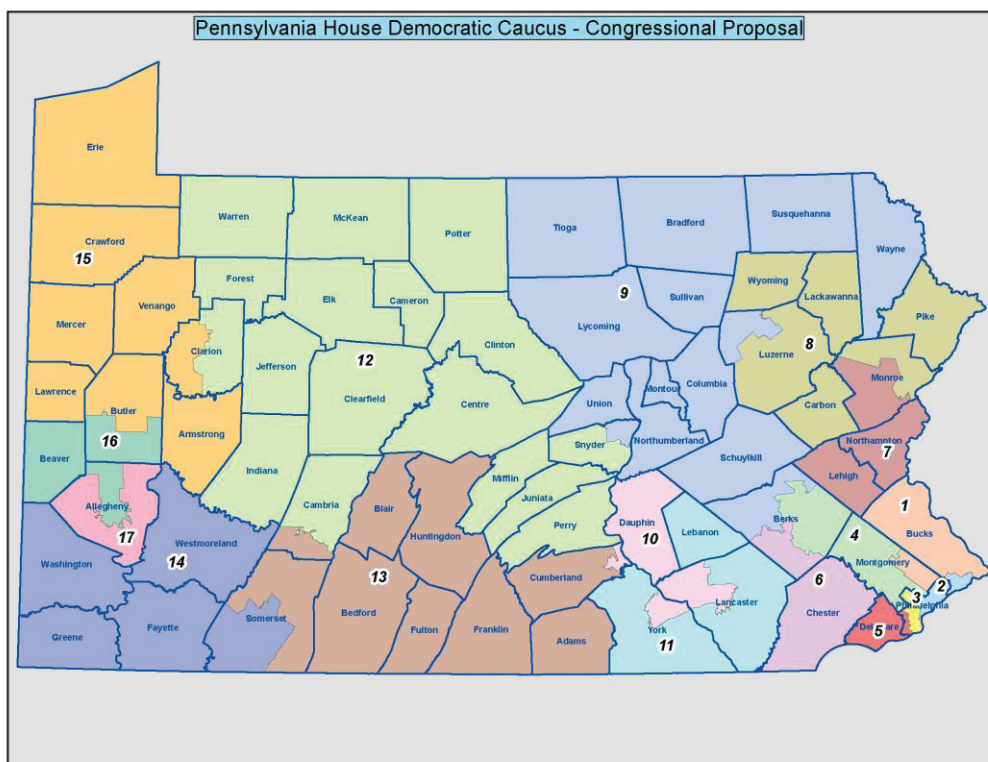 Pennsylvania House Democratic Caucus - Congressional Proposal
Erie
Warren
McKean
Potter
Tioga
Bradford
Susquehanna
Wayne
Crawford
15
Forest
Elk
Cameron
9
Sullivan
Wyoming
Lackawanna
Pike
Venango
Mercer
Lycoming
Clinton
8
Luzerne
Clarion
Jefferson
12
Clearfield
Centre
Union
Montour
Columbia
Monroe
Carbon
Lawrence
Butler
16
Armstrong
Northumberland
Snyder
Northampton
7
Schuylkill
Lehigh
Beaver
Indiana
Mifflin
Juniata
Cambria
Blair
Perry
Dauphin
10
Lebanon
Berks
4
1
Bucks
Allegheny
17
Huntingdon
Montgomery
Westmoreland
14
Washington
13
Cumberland
6
2
3
Philadelphia
Lancaster
Chester
Somerset
Bedford
Fulton
Franklin
Adams
York
11
Delaware
5
Greene
Fayette